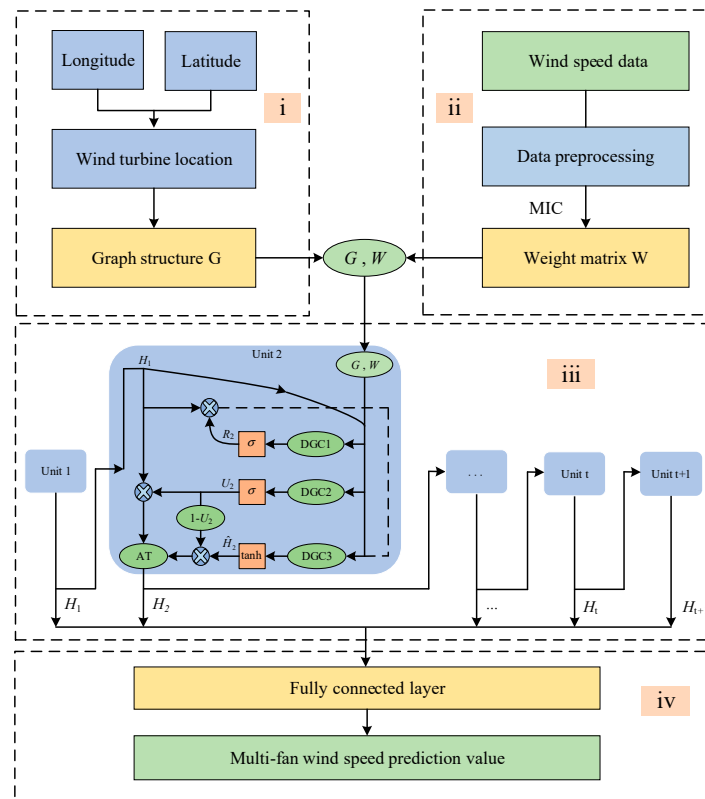 Longitude
Latitude
i
Wind turbine location
Graph structure G
Wind speed data
ii
Data preprocessing
MIC
Weight matrix W
G , W
Unit 2
H₁
G , W
iii
R₂
σ
DGC1
Unit 1
U₂
σ
DGC2
. . .
Unit t
Unit t+1
1-U₂
AT
Ĥ₂
tanh
DGC3
H₁
H₂
...
Hₜ
Hₜ₊
Fully connected layer
iv
Multi-fan wind speed prediction value